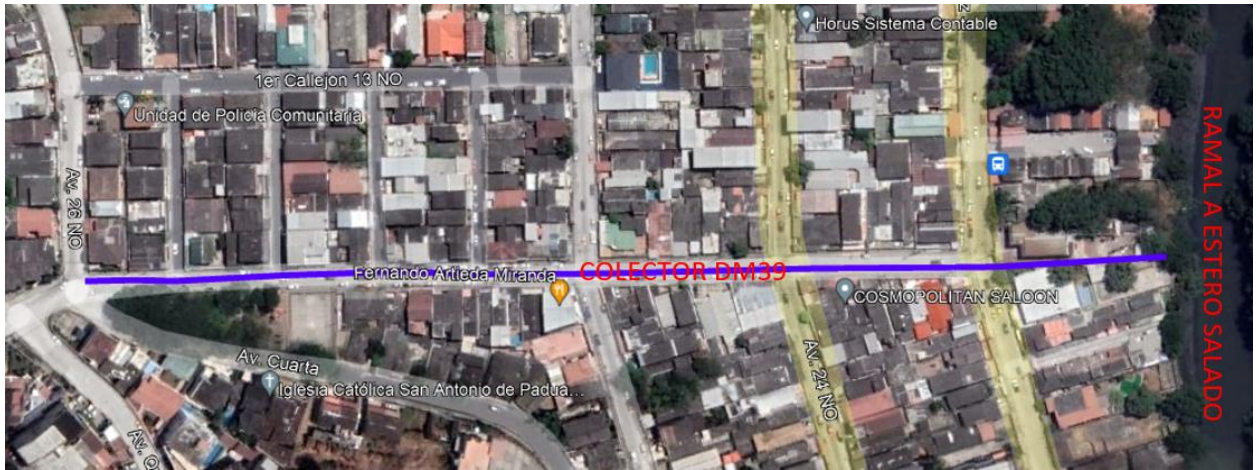 Horus Sistema Contable
1er Callejon 13 NO
Unidad de Policía Comunitaria
Av. 26 NO
RAMAL A ESTERO SALADO
Fernando Artieda Miranda
COLECTOR DM39
COSMOPOLITAN SALOON
Av. Cuarta
Av. 24 NO
Iglesia Católica San Antonio de Padua...